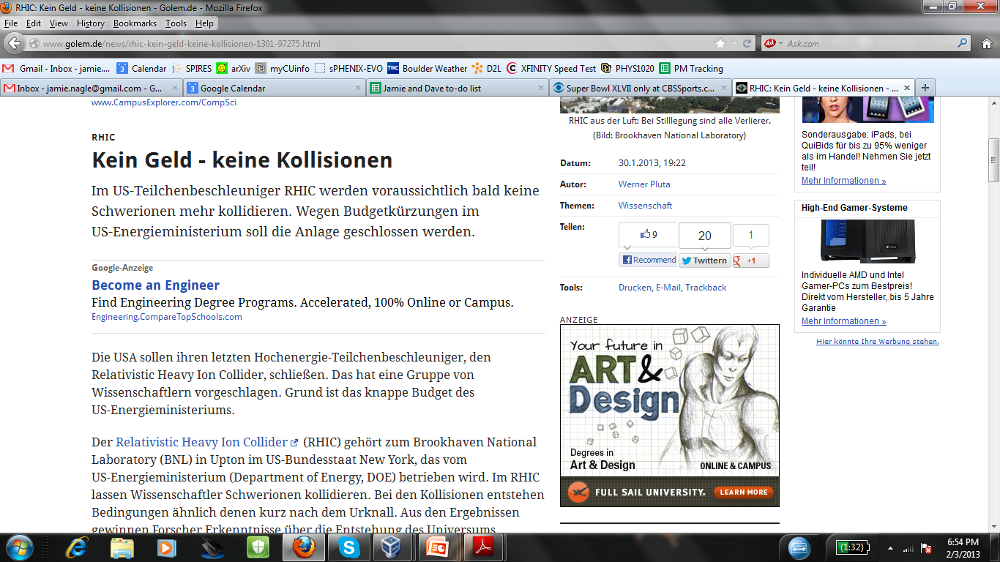 RHIC: Kein Geld - keine Kollisionen - Golem.de - Mozilla Firefox
File Edit View History Bookmarks Tools Help
www.golem.de/news/rhic-kein-geld-keine-kollisionen-1301-97275.html
Ask Ask.com
Gmail - Inbox - jamie.... 3 Calendar SPIRES arXiv myCUinfo sPHENIX-EVO TWC Boulder Weather D2L XFINITY Speed Test PHYS1020 PM Tracking
Inbox - jamie.nagle@gmail.com - G... 3 Google Calendar Jamie and Dave to-do list Super Bowl XLVII only at CBSSports.c... RHIC: Kein Geld - keine Kollisionen - ...
www.CampusExplorer.com/CompSci
RHIC
Kein Geld - keine Kollisionen
Im US-Teilchenbeschleuniger RHIC werden voraussichtlich bald keine
Schwerionen mehr kollidieren. Wegen Budgetkürzungen im
US-Energieministerium soll die Anlage geschlossen werden.
Google-Anzeige
Become an Engineer
Find Engineering Degree Programs. Accelerated, 100% Online or Campus.
Engineering.CompareTopSchools.com
Die USA sollen ihren letzten Hochenergie-Teilchenbeschleuniger, den
Relativistic Heavy Ion Collider, schließen. Das hat eine Gruppe von
Wissenschaftlern vorgeschlagen. Grund ist das knappe Budget des
US-Energieministeriums.
Der Relativistic Heavy Ion Collider (RHIC) gehört zum Brookhaven National
Laboratory (BNL) in Upton im US-Bundesstaat New York, das vom
US-Energieministerium (Department of Energy, DOE) betrieben wird. Im RHIC
lassen Wissenschaftler Schwerionen kollidieren. Bei den Kollisionen entstehen
Bedingungen ähnlich denen kurz nach dem Urknall. Aus den Ergebnissen
gewinnen Forscher Erkenntnisse über die Entstehung des Universums
RHIC aus der Luft: Bei Stilllegung sind alle Verlierer.
(Bild: Brookhaven National Laboratory)
Datum: 30.1.2013, 19:22
Autor: Werner Pluta
Themen: Wissenschaft
Teilen: 9 20 1
Recommend Twittern +1
Tools: Drucken, E-Mail, Trackback
ANZEIGE
Your future in
ART &
Design
Degrees in
Art & Design
ONLINE & CAMPUS
FULL SAIL UNIVERSITY. LEARN MORE
Sonderausgabe: iPads, bei
QuiBids für bis zu 95% weniger
als im Handel! Nehmen Sie jetzt
teil!
Mehr Informationen »
High-End Gamer-Systeme
Individuelle AMD und Intel
Gamer-PCs zum Bestpreis!
Direkt vom Hersteller, bis 5 Jahre
Garantie
Mehr Informationen »
Hier könnte Ihre Werbung stehen.
(1:32)
6:54 PM
2/3/2013